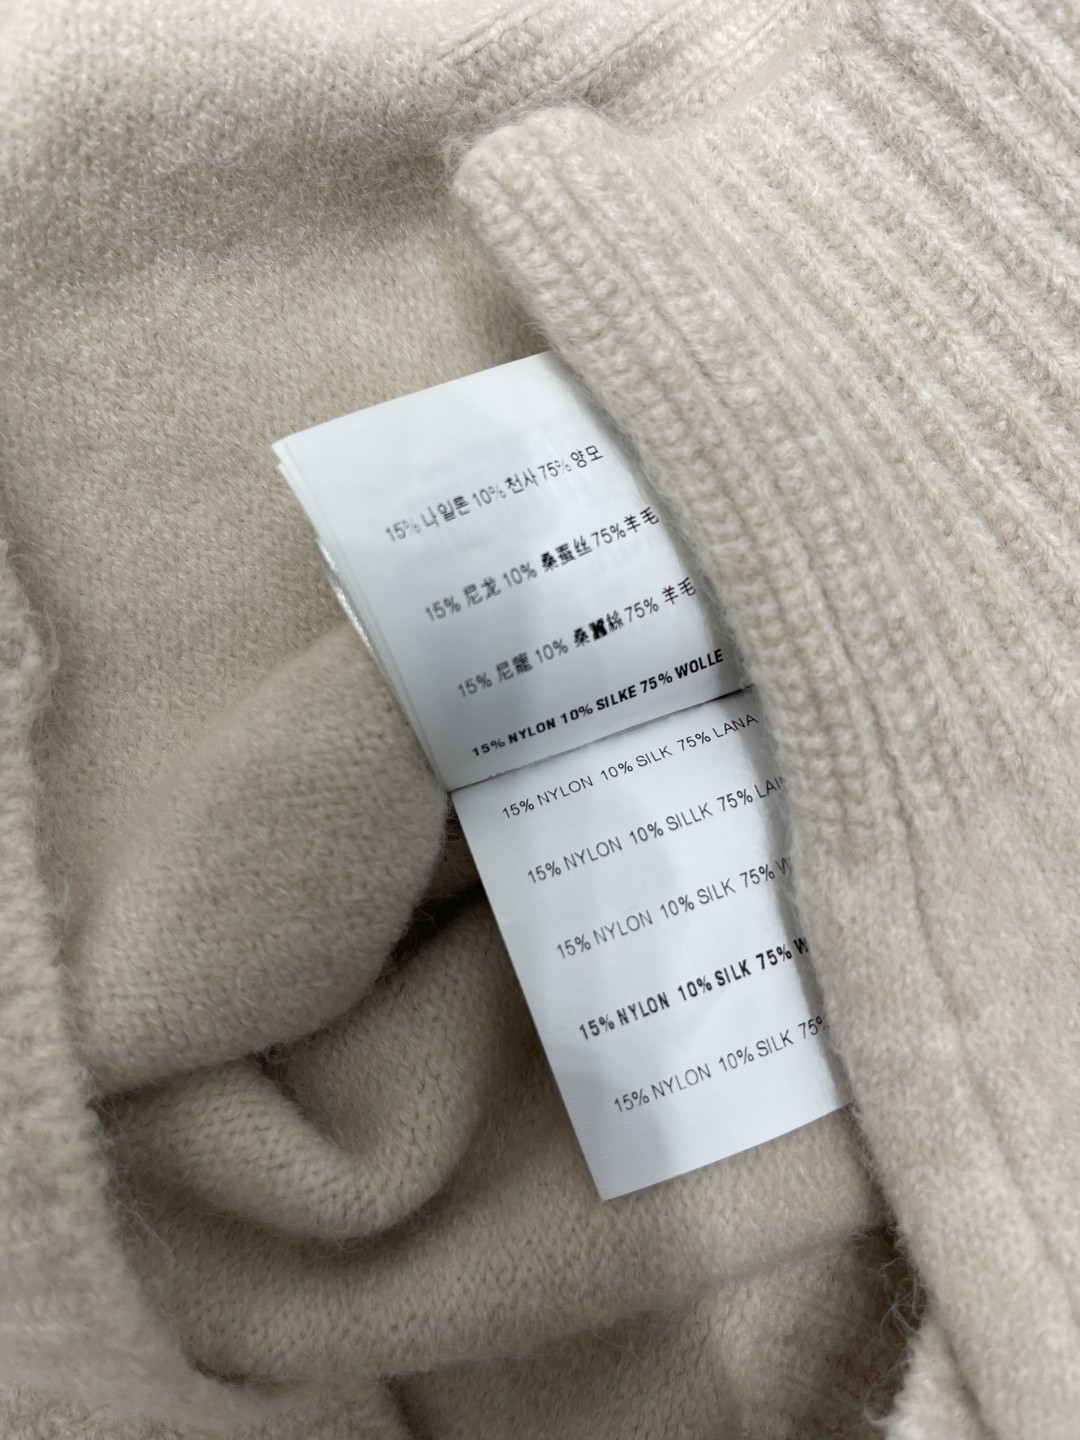 15% 나일론 10% 천사 75% 양모
15% 尼龙 10% 桑蚕丝 75% 羊毛
15% 尼龍 10% 桑蠶絲 75% 羊毛
15% NYLON 10% SILKE 75% WOLLE
15% NYLON 10% SILK 75% LANA
15% NYLON 10% SILLK 75%
15% NYLON 10% SILK 75%
15% NYLON 10% SILK 75%
15% NYLON 10% SILK 75%